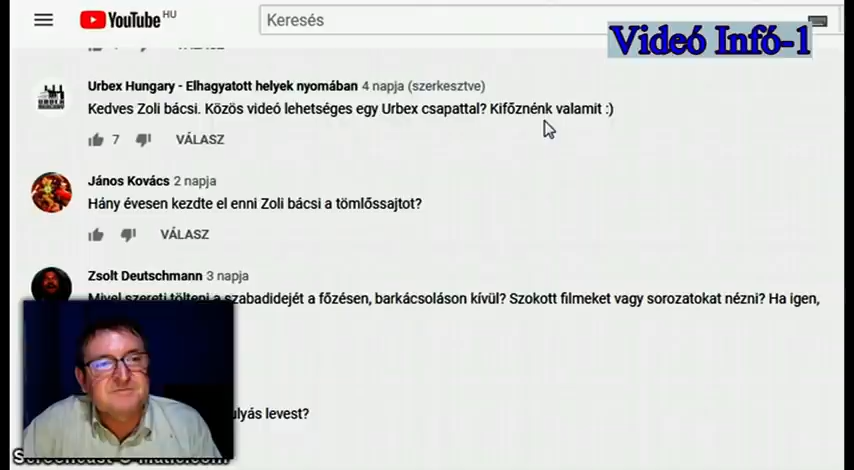 YouTube HU
Keresés
Videó Infó-1
VÁLASZ
Urbex Hungary - Elhagyatott helyek nyomában 4 napja (szerkesztve)
Kedves Zoli bácsi. Közös videó lehetséges egy Urbex csapattal? Kifőznénk valamit :)
7 VÁLASZ
János Kovács 2 napja
Hány évesen kezdte el enni Zoli bácsi a tömlőssajtot?
VÁLASZ
Zsolt Deutschmann 3 napja
Mivel szereti tölteni a szabadidejét a főzésen, barkácsoláson kívül? Szokott filmeket vagy sorozatokat nézni? Ha igen,
ulyás levest?